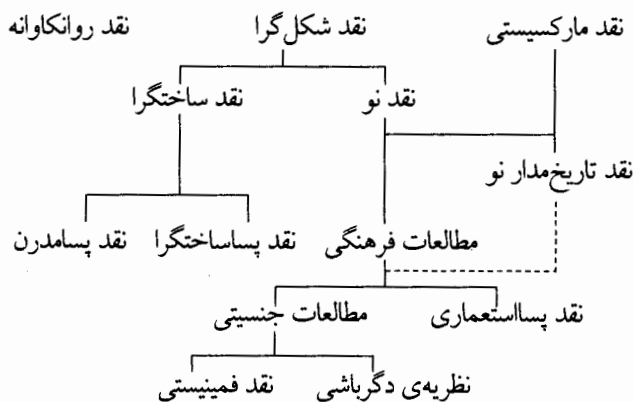 نقد مارکسیستی نقد شکل‌گرا نقد روانکاوانه
نقد نو نقد ساختگرا
نقد تاریخ‌مدار نو
مطالعات فرهنگی نقد پساساختگرا نقد پسامدرن
نقد پسااستعماری مطالعات جنسیتی
نظریه‌ی دگرباشی نقد فمینیستی